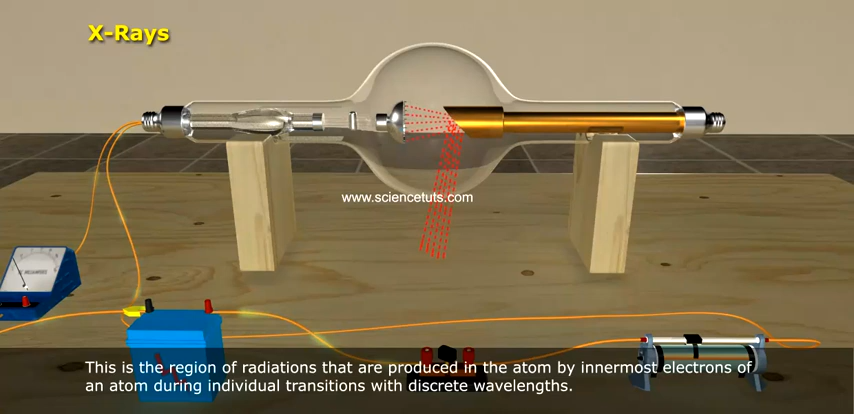 X-Rays
www.sciencetuts.com
This is the region of radiations that are produced in the atom by innermost electrons of
an atom during individual transitions with discrete wavelengths.